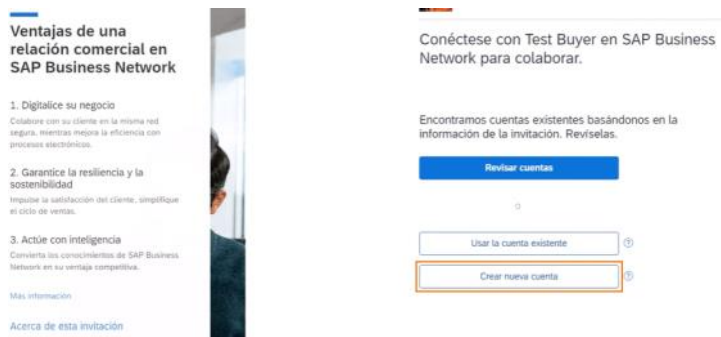 Ventajas de una
relación comercial en
SAP Business Network
1. Digitalice su negocio
Colabore con su cliente en la misma red
segura, mientras mejora la eficiencia con
procesos electrónicos.
2. Garantice la resiliencia y la
sostenibilidad
Impulse la satisfacción del cliente, simplifique
el ciclo de ventas.
3. Actúe con inteligencia
Convierta los conocimientos de SAP Business
Network en su ventaja competitiva.
Más información
Acerca de esta invitación
Conéctese con Test Buyer en SAP Business
Network para colaborar.
Encontramos cuentas existentes basándonos en la
información de la invitación. Revíselas.
Revisar cuentas
o
Usar la cuenta existente
Crear nueva cuenta